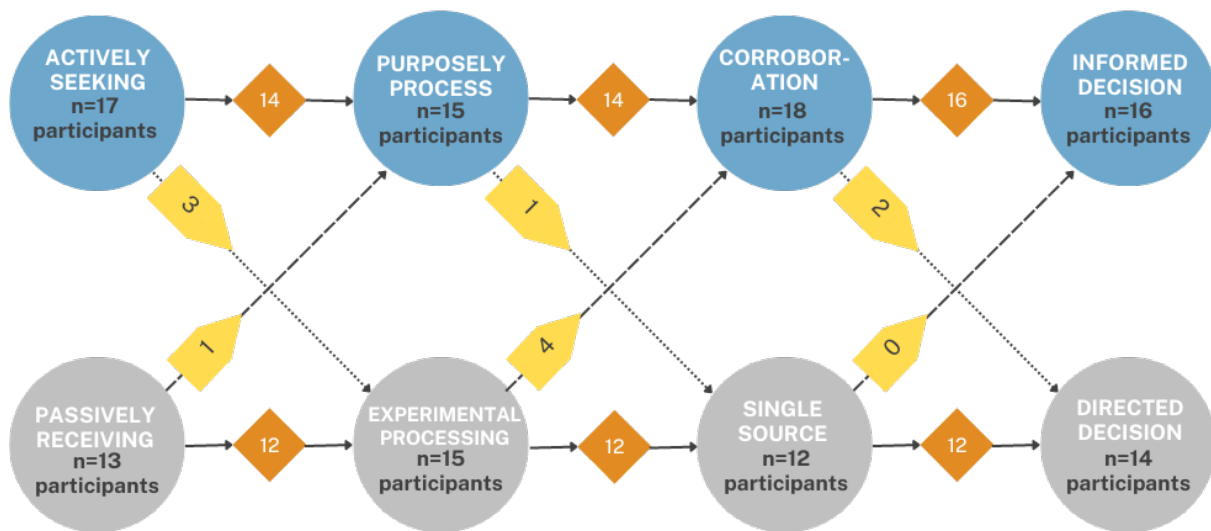 ACTIVELY
SEEKING
n=17
participants
14
PURPOSELY
PROCESS
n=15
participants
14
CORROBOR-
ATION
n=18
participants
16
INFORMED
DECISION
n=16
participants
3
1
2
1
4
0
PASSIVELY
RECEIVING
n=13
participants
12
EXPERIMENTAL
PROCESSING
n=15
participants
12
SINGLE
SOURCE
n=12
participants
12
DIRECTED
DECISION
n=14
participants